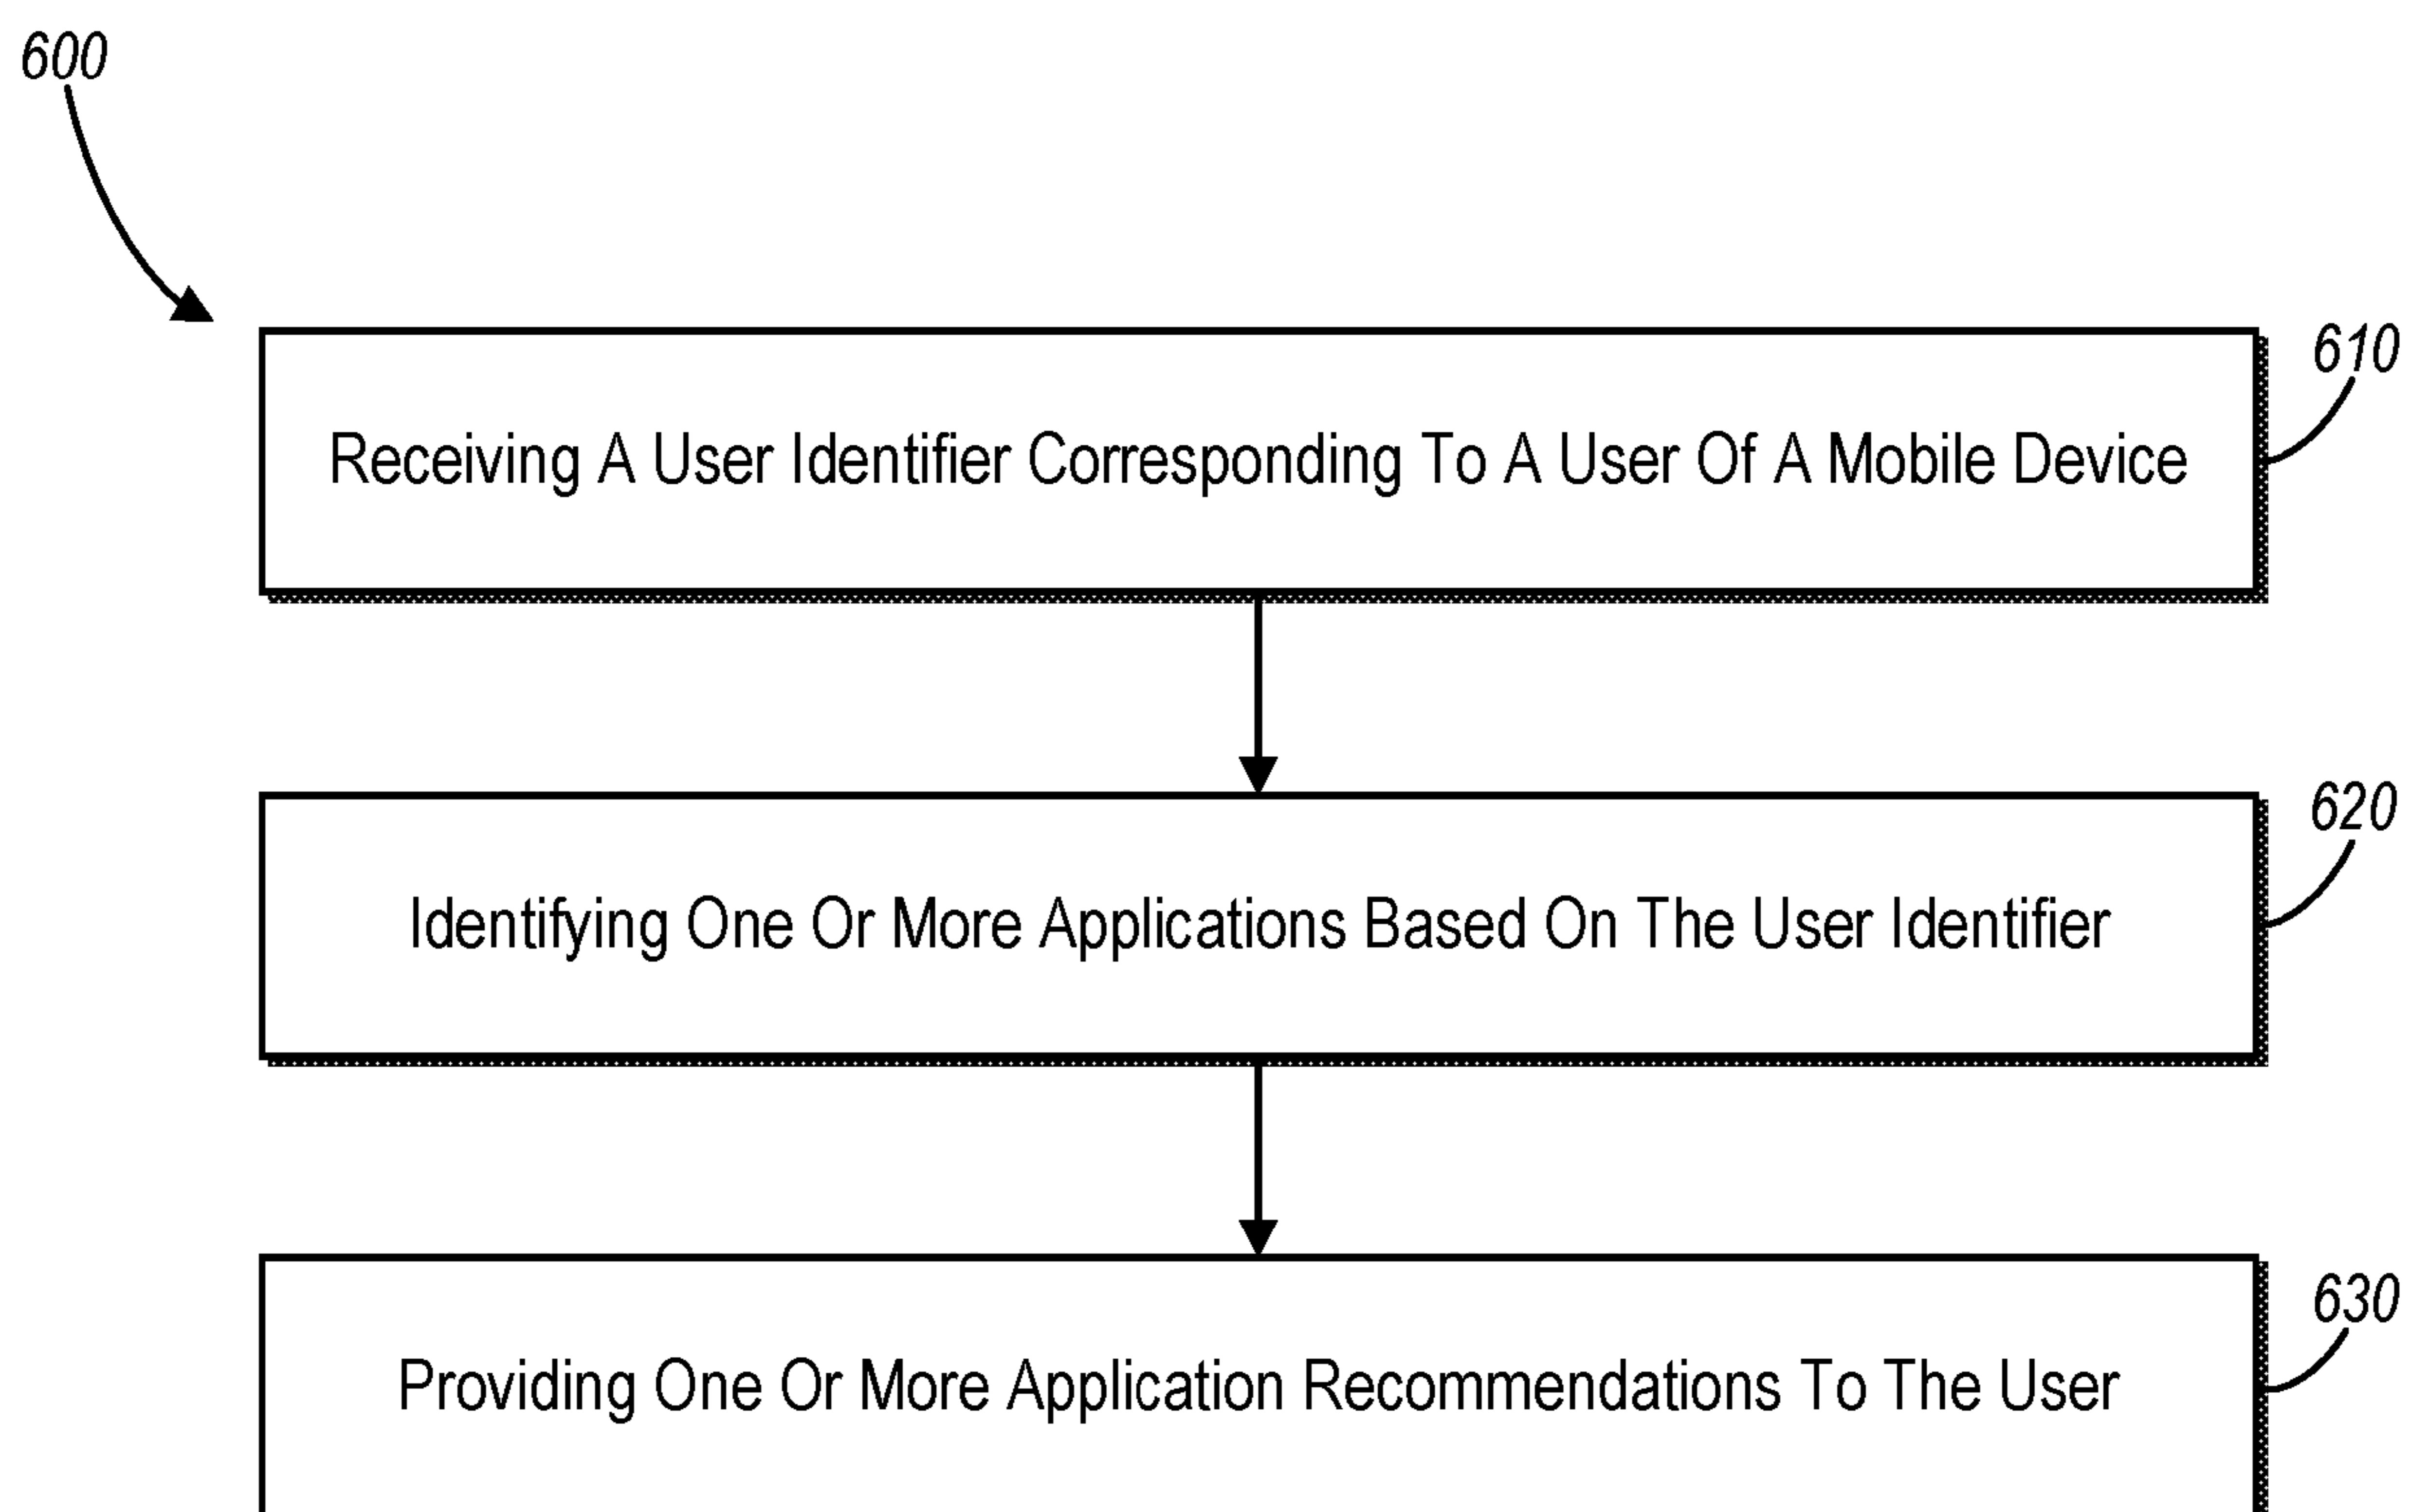 600
610
Receiving A User Identifier Corresponding To A User Of A Mobile Device
620
Identifying One Or More Applications Based On The User Identifier
630
Providing One Or More Application Recommendations To The User